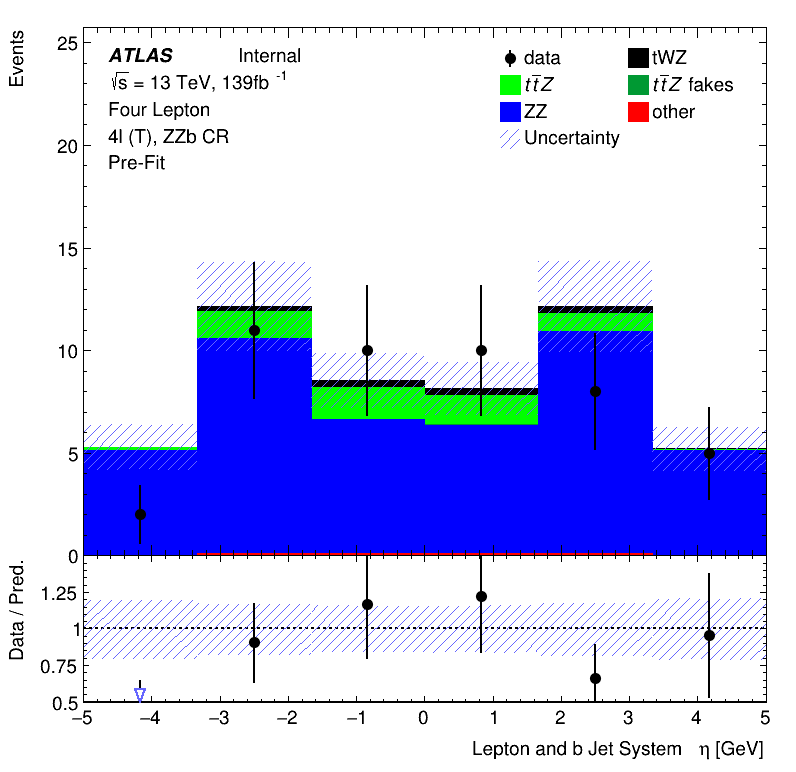 Events
25
20
15
10
5
0
ATLAS Internal
√s = 13 TeV, 139fb -1
Four Lepton
4l (T), ZZb CR
Pre-Fit
data tWZ
tt̄Z tt̄Z fakes
ZZ other
Uncertainty
Data / Pred.
1.25
1
0.75
0.5
−5 −4 −3 −2 −1 0 1 2 3 4 5
Lepton and b Jet System η [GeV]